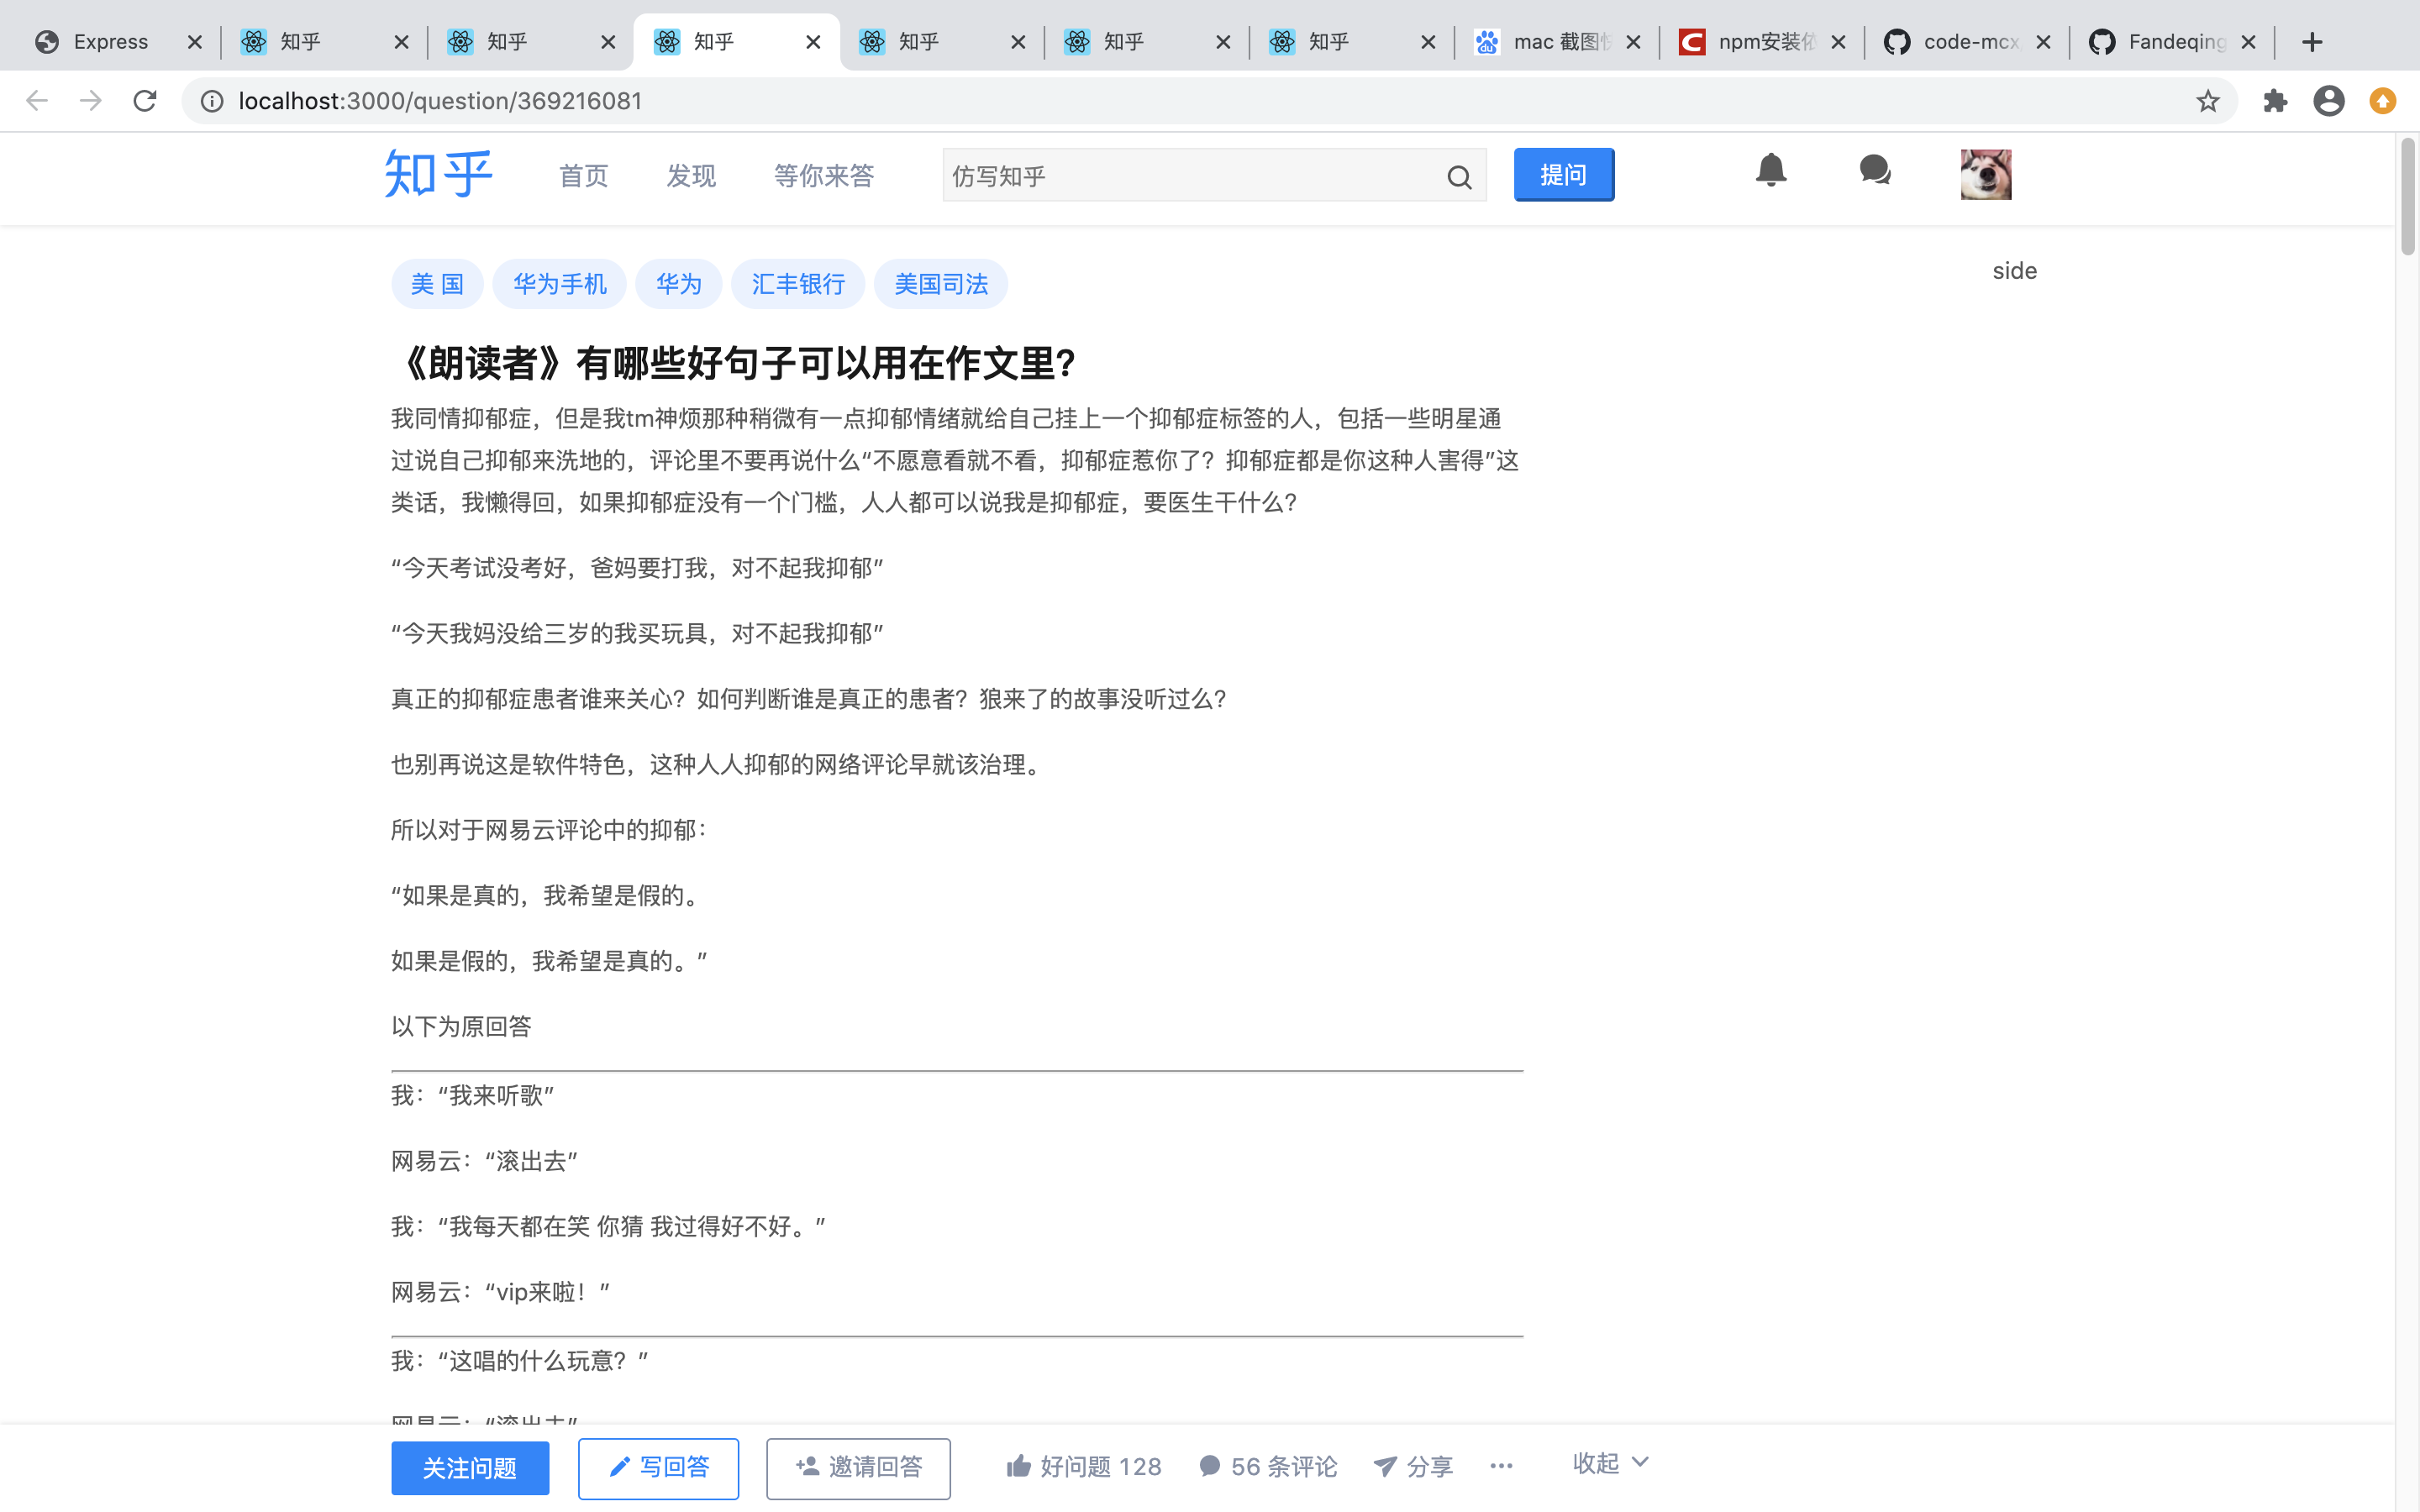 Express
知乎
知乎
知乎
知乎
知乎
知乎
mac 截图
npm安装
code-mcx
Fandeqing
localhost:3000/question/369216081
知乎 首页 发现 等你来答 仿写知乎 提问
美 国 华为手机 华为 汇丰银行 美国司法
side
《朗读者》有哪些好句子可以用在作文里?
我同情抑郁症，但是我tm神烦那种稍微有一点抑郁情绪就给自己挂上一个抑郁症标签的人，包括一些明星通
过说自己抑郁来洗地的，评论里不要再说什么“不愿意看就不看，抑郁症惹你了？抑郁症都是你这种人害得”这
类话，我懒得回，如果抑郁症没有一个门槛，人人都可以说我是抑郁症，要医生干什么？
“今天考试没考好，爸妈要打我，对不起我抑郁”
“今天我妈没给三岁的我买玩具，对不起我抑郁”
真正的抑郁症患者谁来关心？如何判断谁是真正的患者？狼来了的故事没听过么？
也别再说这是软件特色，这种人人抑郁的网络评论早就该治理。
所以对于网易云评论中的抑郁：
“如果是真的，我希望是假的。
如果是假的，我希望是真的。”
以下为原回答
我：“我来听歌”
网易云：“滚出去”
我：“我每天都在笑 你猜 我过得好不好。”
网易云：“vip来啦！”
我：“这唱的什么玩意？”
网易云：“滚出去”
关注问题 写回答 邀请回答 好问题 128 56 条评论 分享 ··· 收起